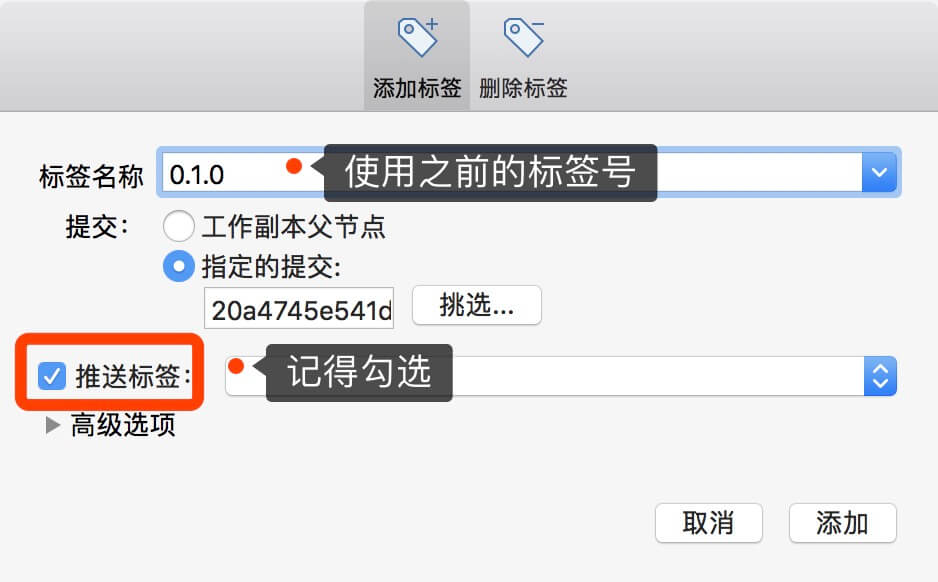 添加标签 删除标签
标签名称 0.1.0 使用之前的标签号
提交: 工作副本父节点
指定的提交:
20a4745e541d 挑选...
推送标签: 记得勾选
高级选项
取消 添加